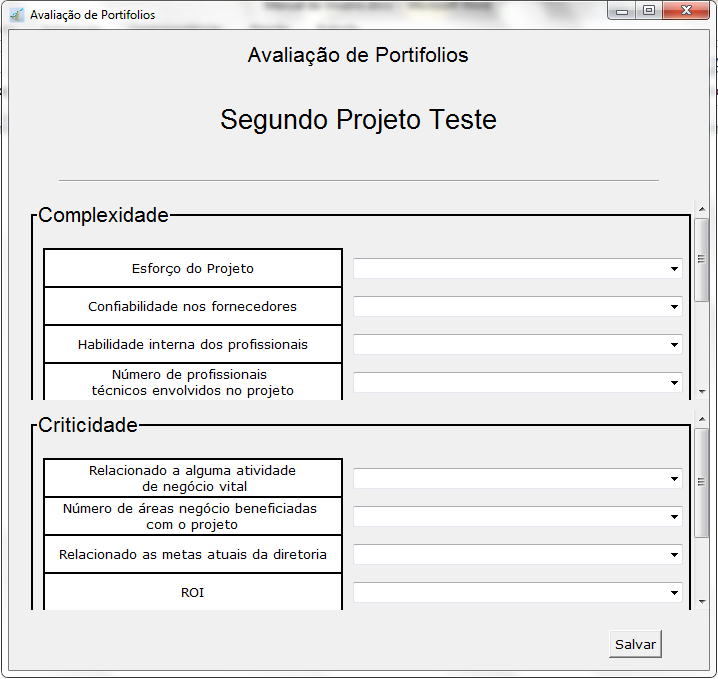 Avaliação de Portifolios
Avaliação de Portifolios
Segundo Projeto Teste
Complexidade
Esforço do Projeto
Confiabilidade nos fornecedores
Habilidade interna dos profissionais
Número de profissionais
técnicos envolvidos no projeto
Criticidade
Relacionado a alguma atividade
de negócio vital
Número de áreas negócio beneficiadas
com o projeto
Relacionado as metas atuais da diretoria
ROI
Salvar